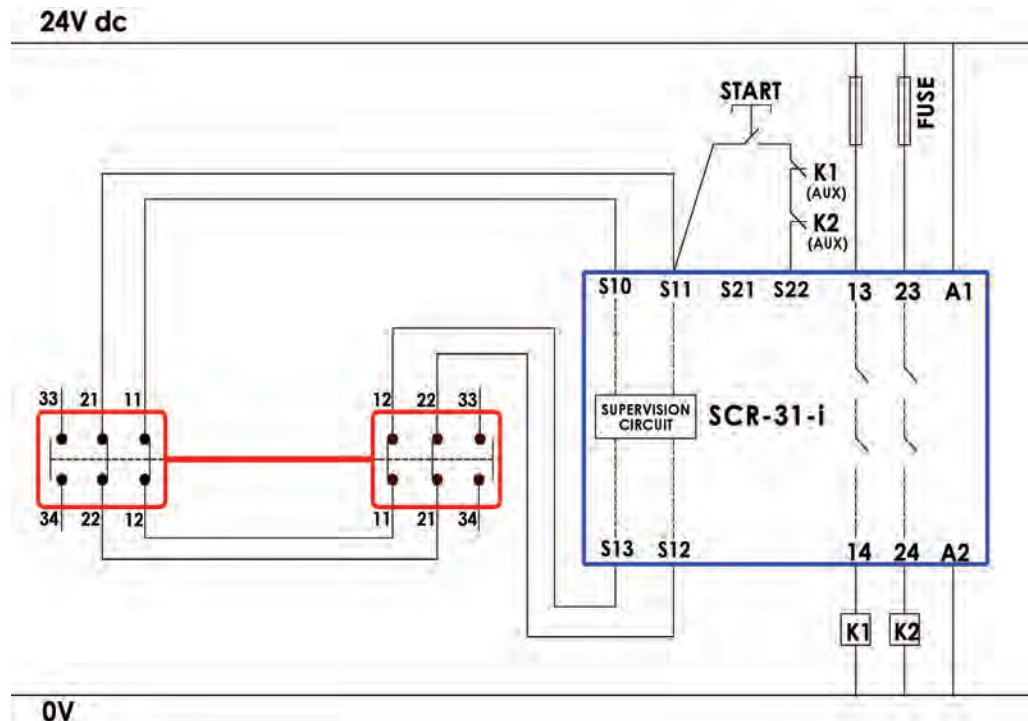 24V dc
START
FUSE
K1
(AUX)
K2
(AUX)
S10 S11 S21 S22 13 23 A1
33 21 11
12 22 33
SUPERVISION
CIRCUIT
SCR-31-i
34 22 12
11 21 34
S13 S12 14 24 A2
K1 K2
0V